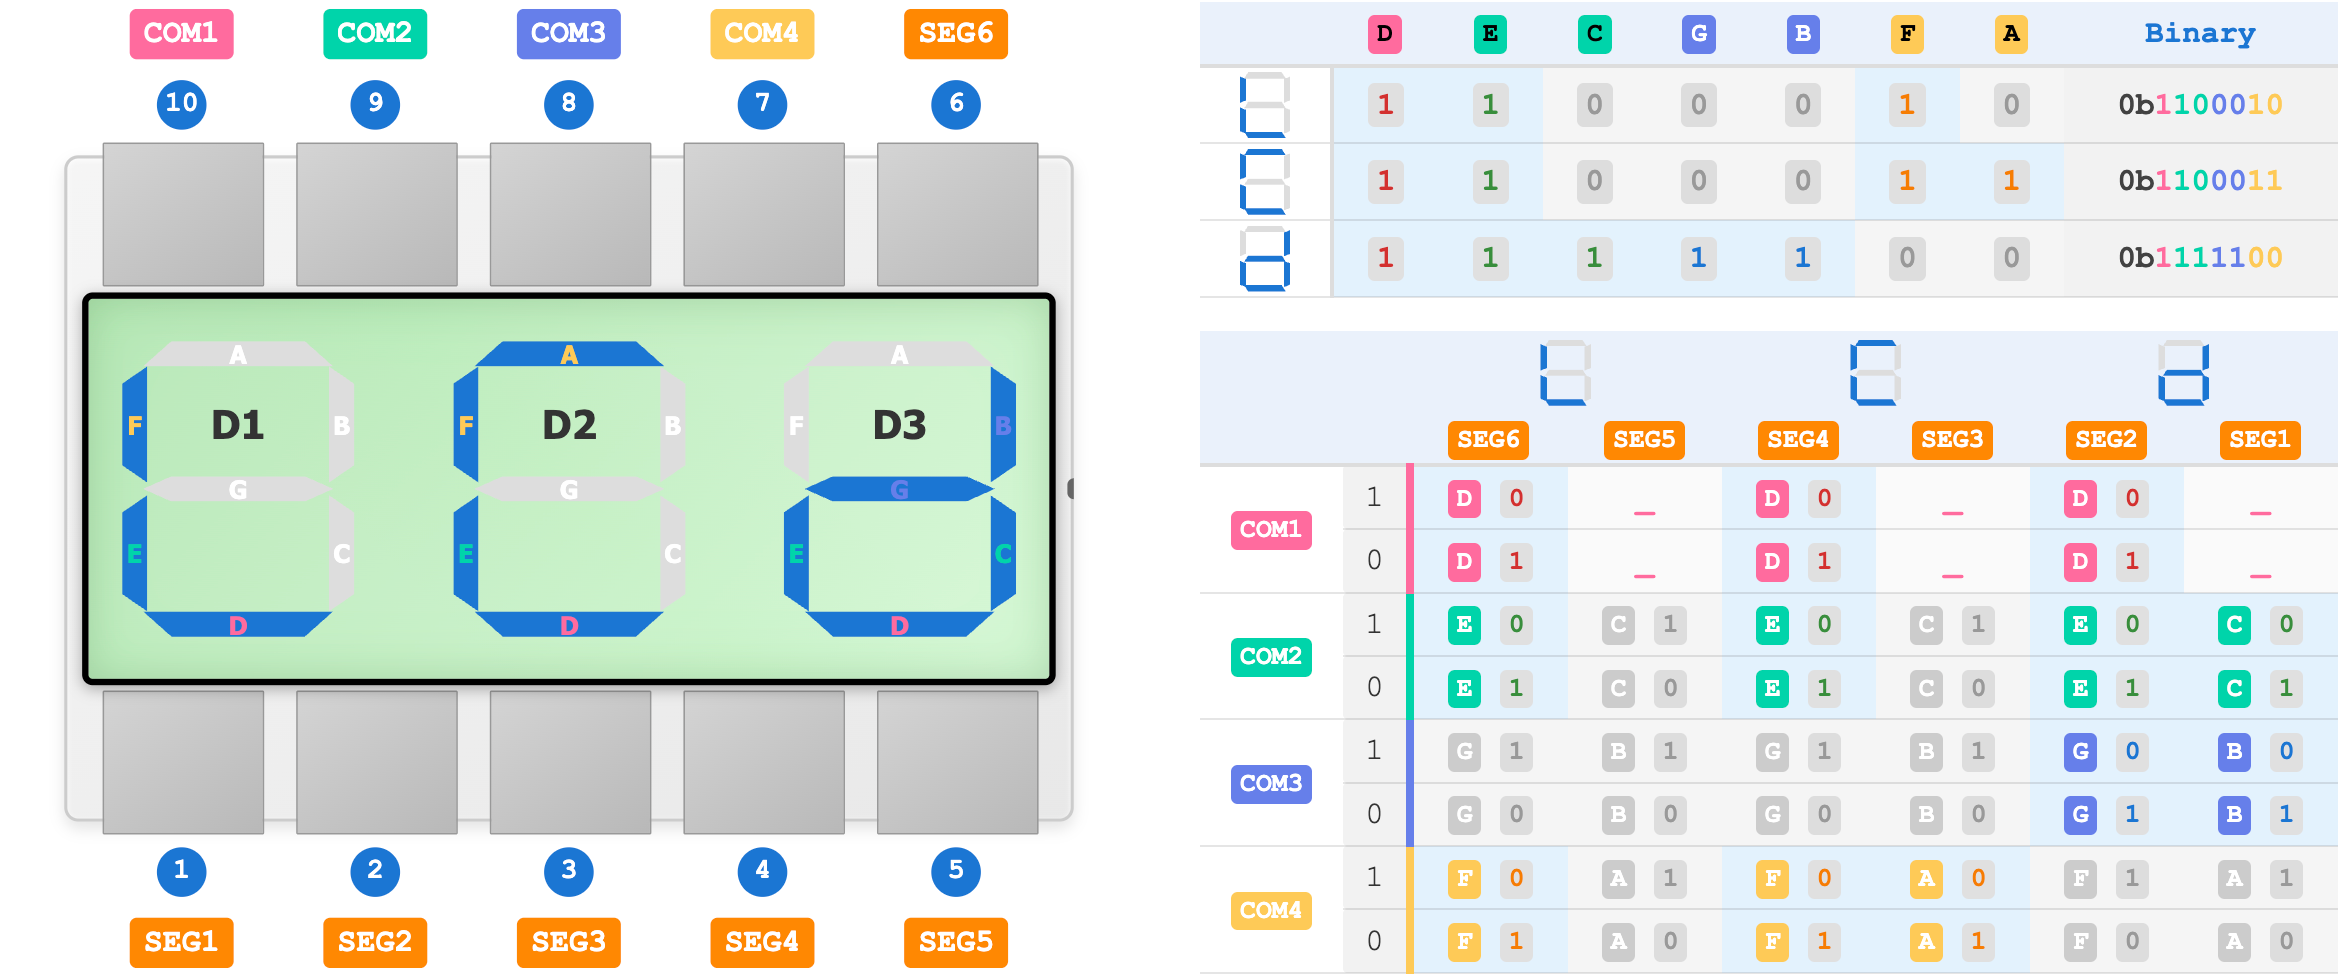 COM1 COM2 COM3 COM4 SEG6
10 9 8 7 6
A A A
F D1 B F D2 B F D3 B
G G G
E C E C E C
D D D
1 2 3 4 5
SEG1 SEG2 SEG3 SEG4 SEG5
D E C G B F A Binary
1 1 0 0 0 1 0 0b1100010
1 1 0 0 0 1 1 0b1100011
1 1 1 1 1 0 0 0b1111100
SEG6 SEG5 SEG4 SEG3 SEG2 SEG1
COM1
1 D 0 _ D 0 _ D 0 _
0 D 1 _ D 1 _ D 1 _
COM2
1 E 0 C 1 E 0 C 1 E 0 C 0
0 E 1 C 0 E 1 C 0 E 1 C 1
COM3
1 G 1 B 1 G 1 B 1 G 0 B 0
0 G 0 B 0 G 0 B 0 G 1 B 1
COM4
1 F 0 A 1 F 0 A 0 F 1 A 1
0 F 1 A 0 F 1 A 1 F 0 A 0